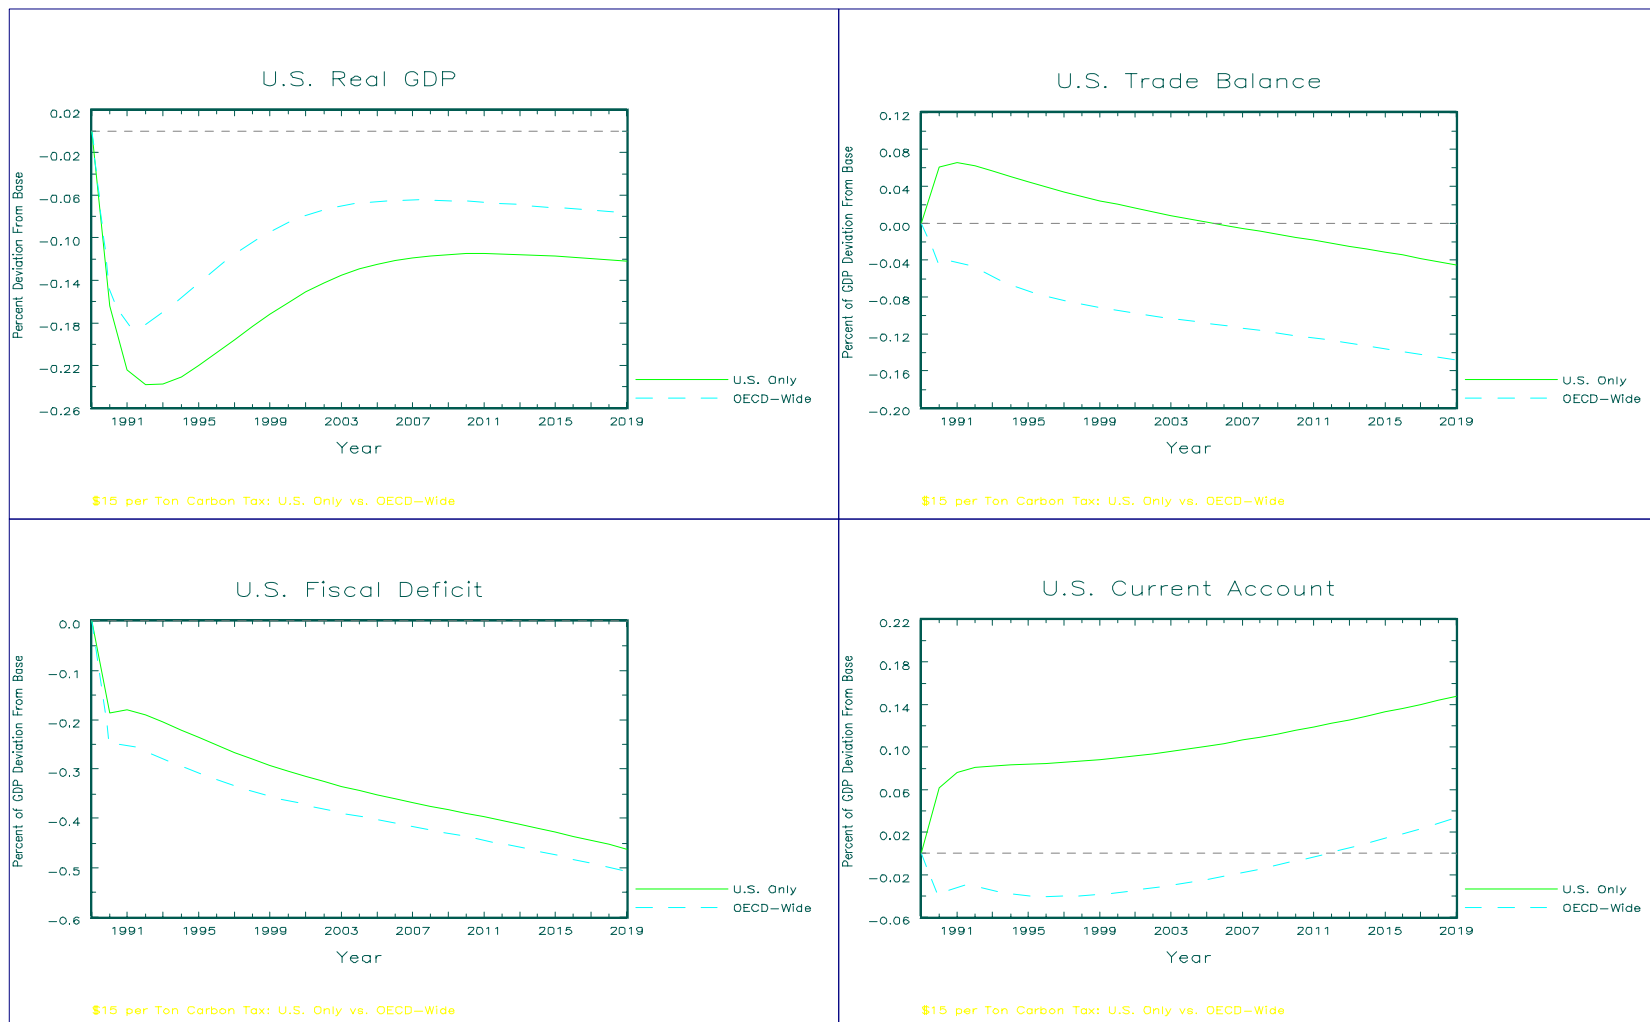 U.S. Real GDP
Percent Deviation From Base
0.02
−0.02
−0.06
−0.10
−0.14
−0.18
−0.22
−0.26
1991 1995 1999 2003 2007 2011 2015 2019
Year
U.S. Only
OECD−Wide
$15 per Ton Carbon Tax: U.S. Only vs. OECD−Wide
U.S. Trade Balance
Percent of GDP Deviation From Base
0.12
0.08
0.04
0.00
−0.04
−0.08
−0.12
−0.16
−0.20
1991 1995 1999 2003 2007 2011 2015 2019
Year
U.S. Only
OECD−Wide
$15 per Ton Carbon Tax: U.S. Only vs. OECD−Wide
U.S. Fiscal Deficit
Percent of GDP Deviation From Base
0.0
−0.1
−0.2
−0.3
−0.4
−0.5
−0.6
1991 1995 1999 2003 2007 2011 2015 2019
Year
U.S. Only
OECD−Wide
$15 per Ton Carbon Tax: U.S. Only vs. OECD−Wide
U.S. Current Account
Percent of GDP Deviation From Base
0.22
0.18
0.14
0.10
0.06
0.02
−0.02
−0.06
1991 1995 1999 2003 2007 2011 2015 2019
Year
U.S. Only
OECD−Wide
$15 per Ton Carbon Tax: U.S. Only vs. OECD−Wide